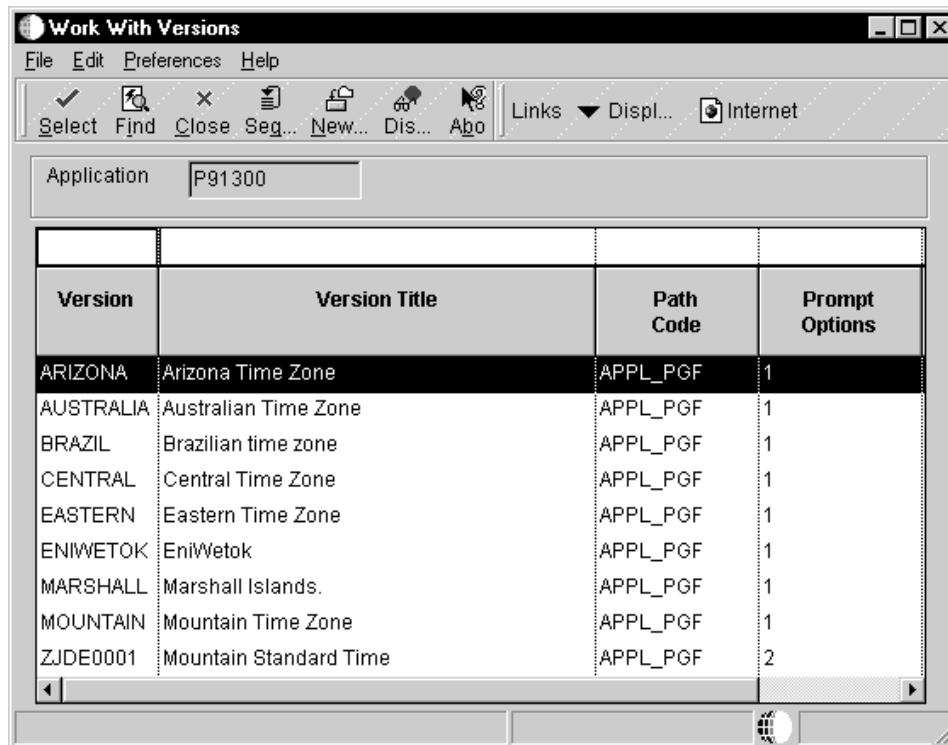 Work With Versions
File Edit Preferences Help
Select Find Close Seq... New... Dis... Abo Links Displ... Internet
Application P91300
Version Version Title Path Code Prompt Options
ARIZONA Arizona Time Zone APPL_PGF 1
AUSTRALIA Australian Time Zone APPL_PGF 1
BRAZIL Brazilian time zone APPL_PGF 1
CENTRAL Central Time Zone APPL_PGF 1
EASTERN Eastern Time Zone APPL_PGF 1
ENIWETOK EniWetok APPL_PGF 1
MARSHALL Marshall Islands. APPL_PGF 1
MOUNTAIN Mountain Time Zone APPL_PGF 1
ZJDE0001 Mountain Standard Time APPL_PGF 2